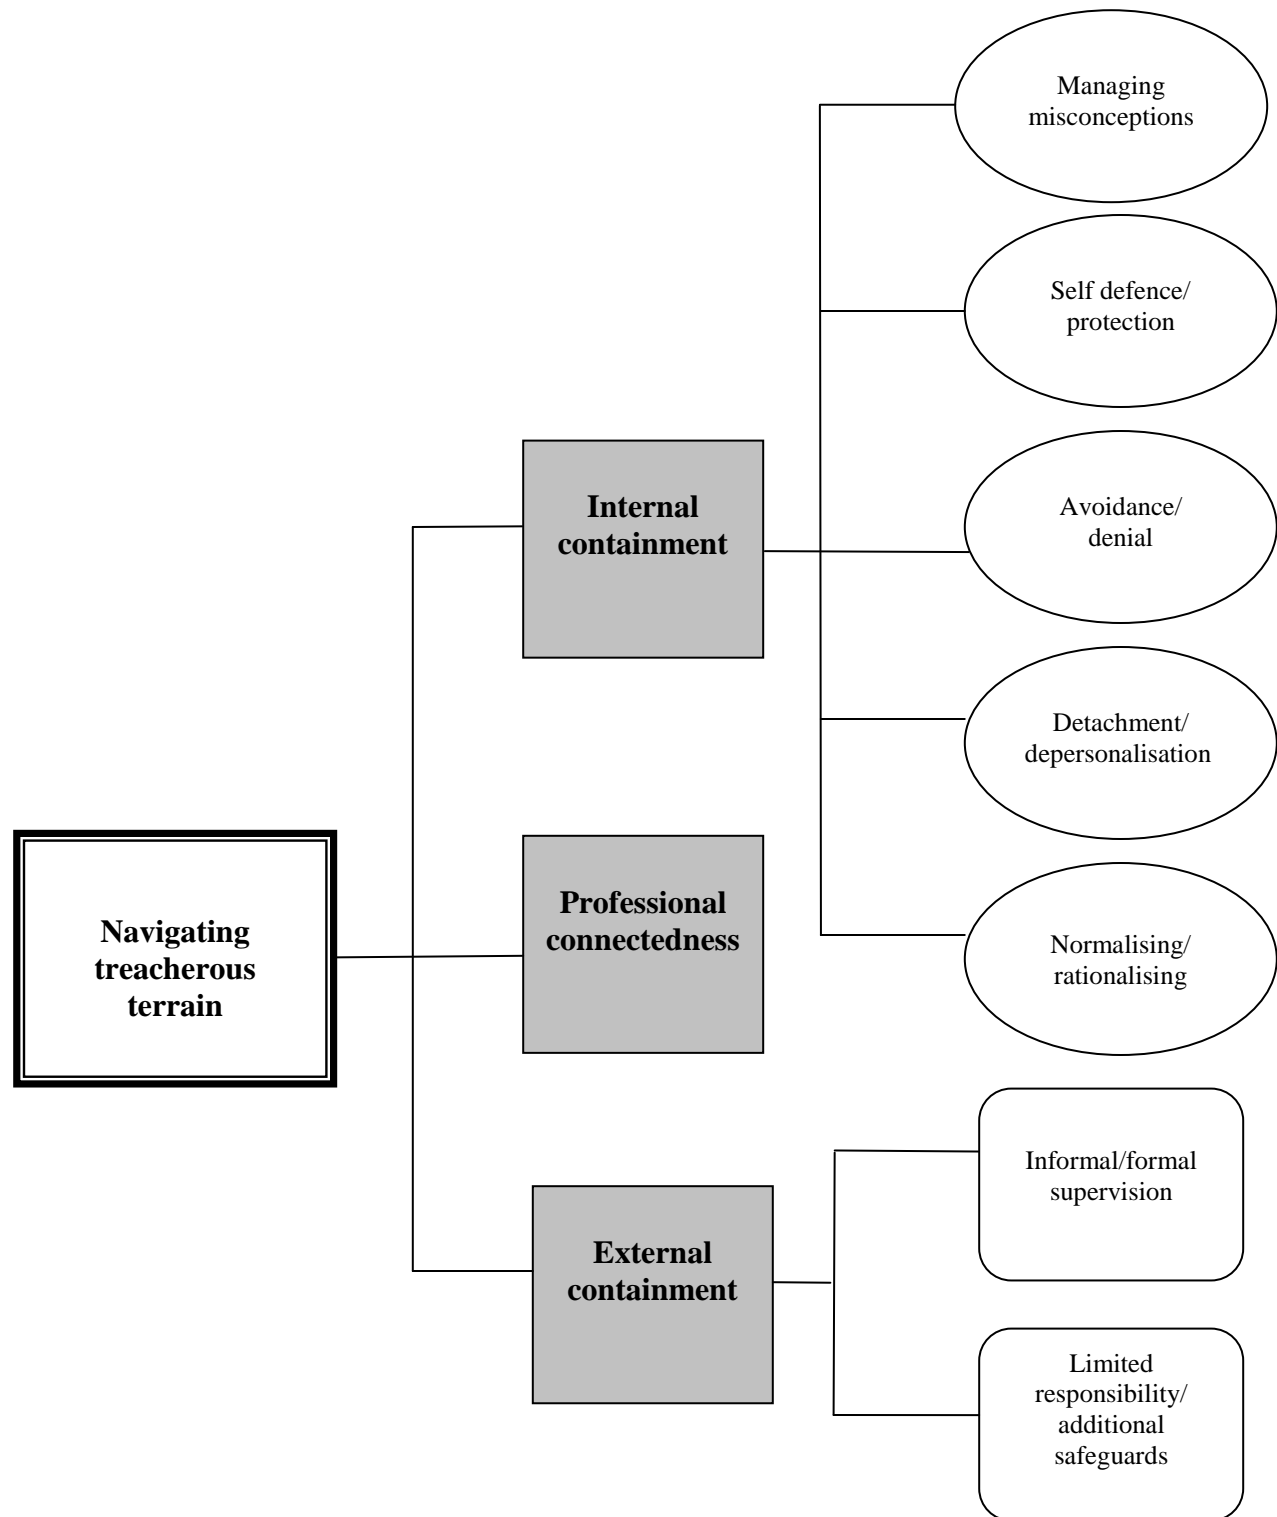 Managing
misconceptions
Self defence/
protection
Internal
containment
Avoidance/
denial
Detachment/
depersonalisation
Navigating
treacherous
terrain
Professional
connectedness
Normalising/
rationalising
External
containment
Informal/formal
supervision
Limited
responsibility/
additional
safeguards